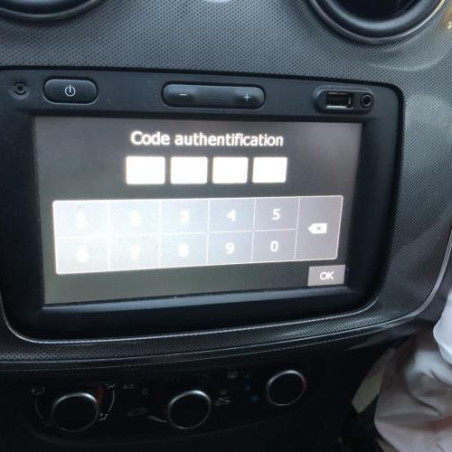 - +
Code authentification
1 2 3 4 5
6 7 8 9 0
OK